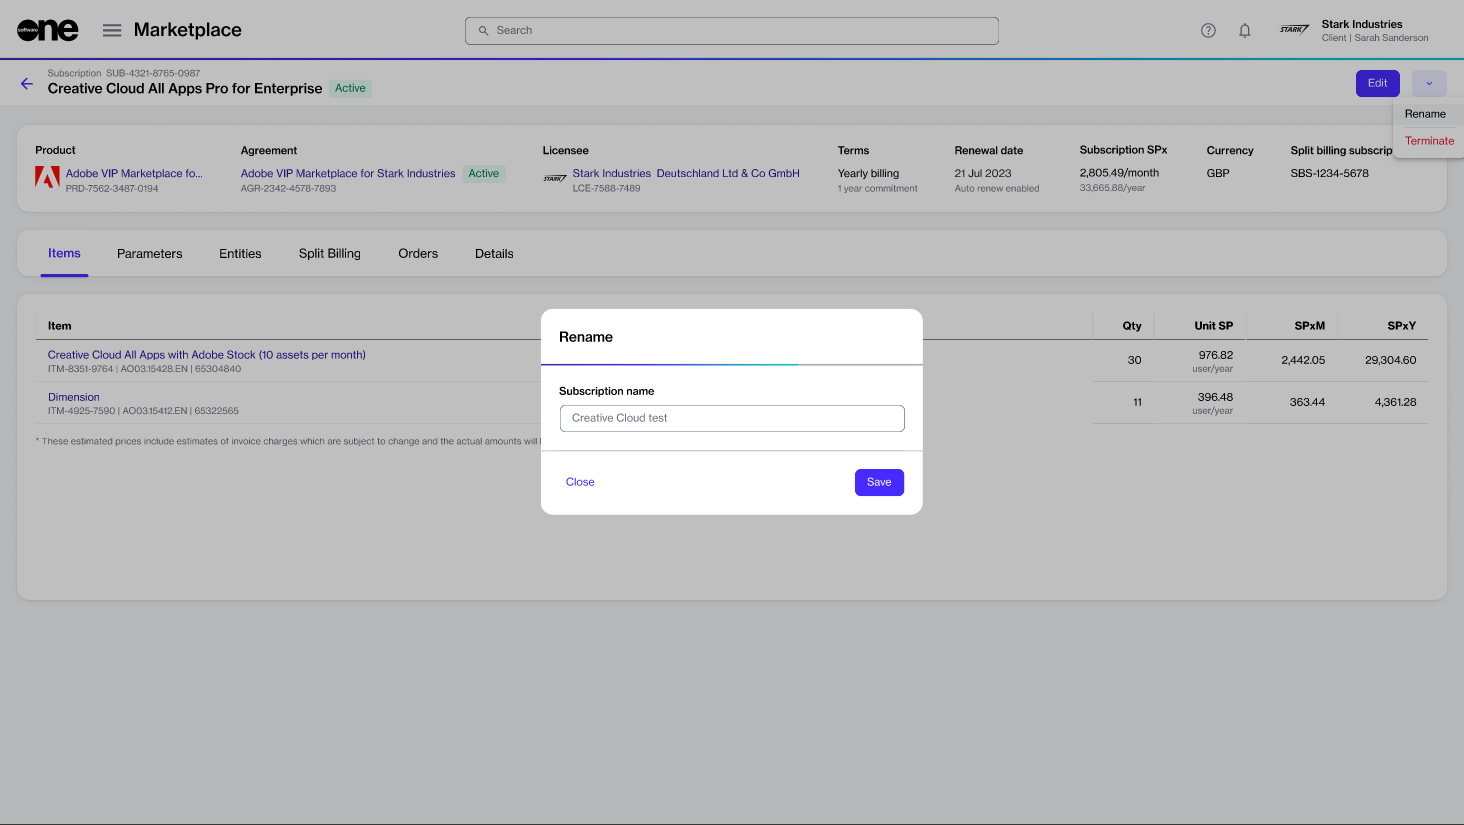 software one
Marketplace
Search
STARK
Stark Industries
Client | Sarah Sanderson
Subscription SUB-4321-8765-0987
Creative Cloud All Apps Pro for Enterprise Active
Edit
Rename
Terminate
Product Agreement Licensee Terms Renewal date Subscription SPx Currency Split billing subscrip
Adobe VIP Marketplace fo... Adobe VIP Marketplace for Stark Industries Active STARK Stark Industries Deutschland Ltd & Co GmbH Yearly billing 21 Jul 2023 2,805.49/month GBP SBS-1234-5678
PRD-7562-3487-0194 AGR-2342-4578-7893 LCE-7588-7489 1 year commitment Auto renew enabled 33,665.88/year
Items Parameters Entities Split Billing Orders Details
Item Qty Unit SP SPxM SPxY
Creative Cloud All Apps with Adobe Stock (10 assets per month) 30 976.82 2,442.05 29,304.60
ITM-8351-9764 | AO03.15428.EN | 65304840 user/year
Dimension 11 396.48 363.44 4,361.28
ITM-4925-7590 | AO03.15412.EN | 65322565 user/year
* These estimated prices include estimates of invoice charges which are subject to change and the actual amounts will
Rename
Subscription name
Creative Cloud test
Close Save